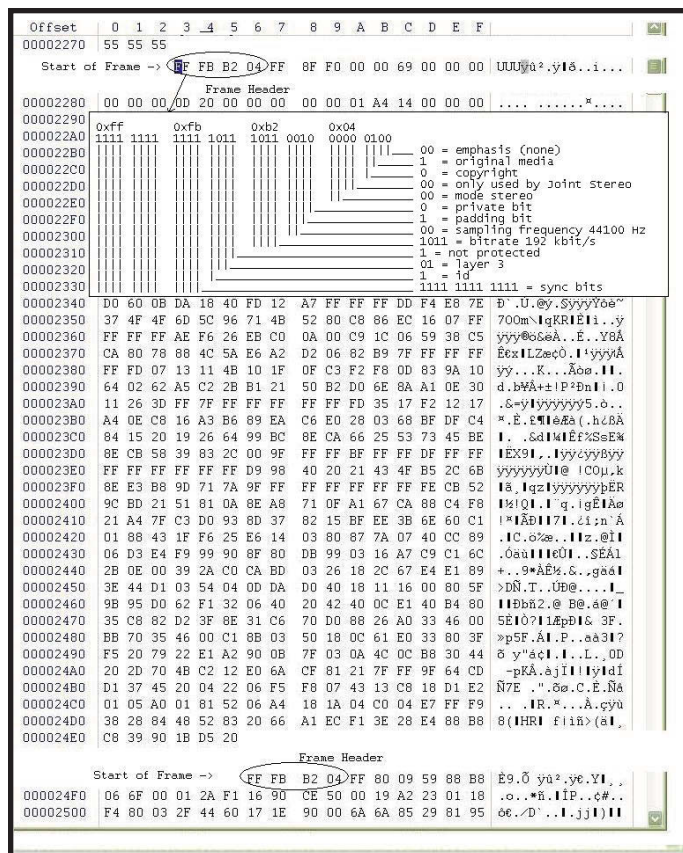 Offset 0 1 2 3 4 5 6 7 8 9 A B C D E F
00002270 55 55 55
Start of Frame -> FF FB B2 04 FF 8F F0 00 00 69 00 00 00 UUUÿû².ÿ.ð..i...
Frame Header
00002280 00 00 00 0D 20 00 00 00 00 00 01 A4 14 00 00 00
00002290
0xff 0xfb 0xb2 0x04
000022A0
1111 1111 1111 1011 1011 0010 0000 0100
000022B0 00 = emphasis (none)
1 = original media
000022C0 0 = copyright
000022D0 00 = only used by Joint Stereo
000022E0 00 = mode stereo
0 = private bit
000022F0 1 = padding bit
00002300 00 = sampling frequency 44100 Hz
1011 = bitrate 192 kbit/s
00002310 1 = not protected
00002320 01 = layer 3
1 = id
00002330 1111 1111 1111 = sync bits
00002340 D0 60 0B DA 18 40 FD 12 A7 FF FF FF DD F4 E8 7E
00002350 37 4F 4F 6D 5C 96 71 4B 52 80 C8 86 EC 16 07 FF
00002360 FF FF FF AE F6 26 EB C0 0A 00 C9 1C 06 59 38 C5
00002370 CA 80 78 88 4C 5A E6 A2 D2 06 82 B9 7F FF FF FF
00002380 FF FD 07 13 11 4B 10 1F 0F C3 F2 F8 0D 83 9A 10
00002390 64 02 62 A5 C2 2B B1 21 50 B2 D0 6E 8A A1 0E 30
000023A0 11 26 3D FF 7F FF FF FF FF FF FD 35 17 F2 12 17
000023B0 A4 0E C8 16 A3 B6 89 EA C6 E0 28 03 68 BF DF C4
000023C0 84 15 20 19 26 64 99 BC 8E CA 66 25 53 73 45 BE
000023D0 8E CB 58 39 83 2C 00 9F FF FF BF FF FF DF FF FF
000023E0 FF FF FF FF FF FF D9 98 40 20 21 43 4F B5 2C 6B
000023F0 8E E3 B8 9D 71 7A 9F FF FF FF FF FF FF FE CB 52
00002400 9C BD 21 51 81 0A 8E A8 71 0F A1 67 CA 88 C4 F8
00002410 21 A4 7F C3 D0 93 8D 37 82 15 BF EE 3B 6E 60 C1
00002420 01 88 43 1F F6 25 E6 14 03 80 87 7A 07 40 CC 89
00002430 06 D3 E4 F9 99 90 8F 80 DB 99 03 16 A7 C9 C1 6C
00002440 2B 0E 00 39 2A C0 CA BD 03 26 18 2C 67 E4 E1 89
00002450 3E 44 D1 03 54 04 0D DA D0 40 18 11 16 00 80 5F
00002460 9B 95 D0 62 F1 32 06 40 20 42 40 0C E1 40 B4 80
00002470 35 C8 82 D2 3F 8E 31 C6 70 D0 88 26 A0 33 46 00
00002480 BB 70 35 46 00 C1 8B 03 50 18 0C 61 E0 33 80 3F
00002490 F5 20 79 22 E1 A2 90 0B 7F 03 0A 4C 0C B8 30 44
000024A0 20 2D 70 4B C2 12 E0 6A CF 81 21 7F FF 9F 64 CD
000024B0 D1 37 45 20 04 22 06 F5 F8 07 43 13 C8 18 D1 E2
000024C0 01 05 A0 01 81 52 06 A4 18 1A 04 C0 04 E7 FF F9
000024D0 38 28 84 48 52 83 20 66 A1 EC F1 3E 28 E4 88 B8
000024E0 C8 39 90 1B D5 20
Frame Header
Start of Frame -> FF FB B2 04 FF 80 09 59 88 B8
000024F0 06 6F 00 01 2A F1 16 90 CE 50 00 19 A2 23 01 18
00002500 F4 80 03 2F 44 60 17 1E 90 00 6A 6A 85 29 81 95